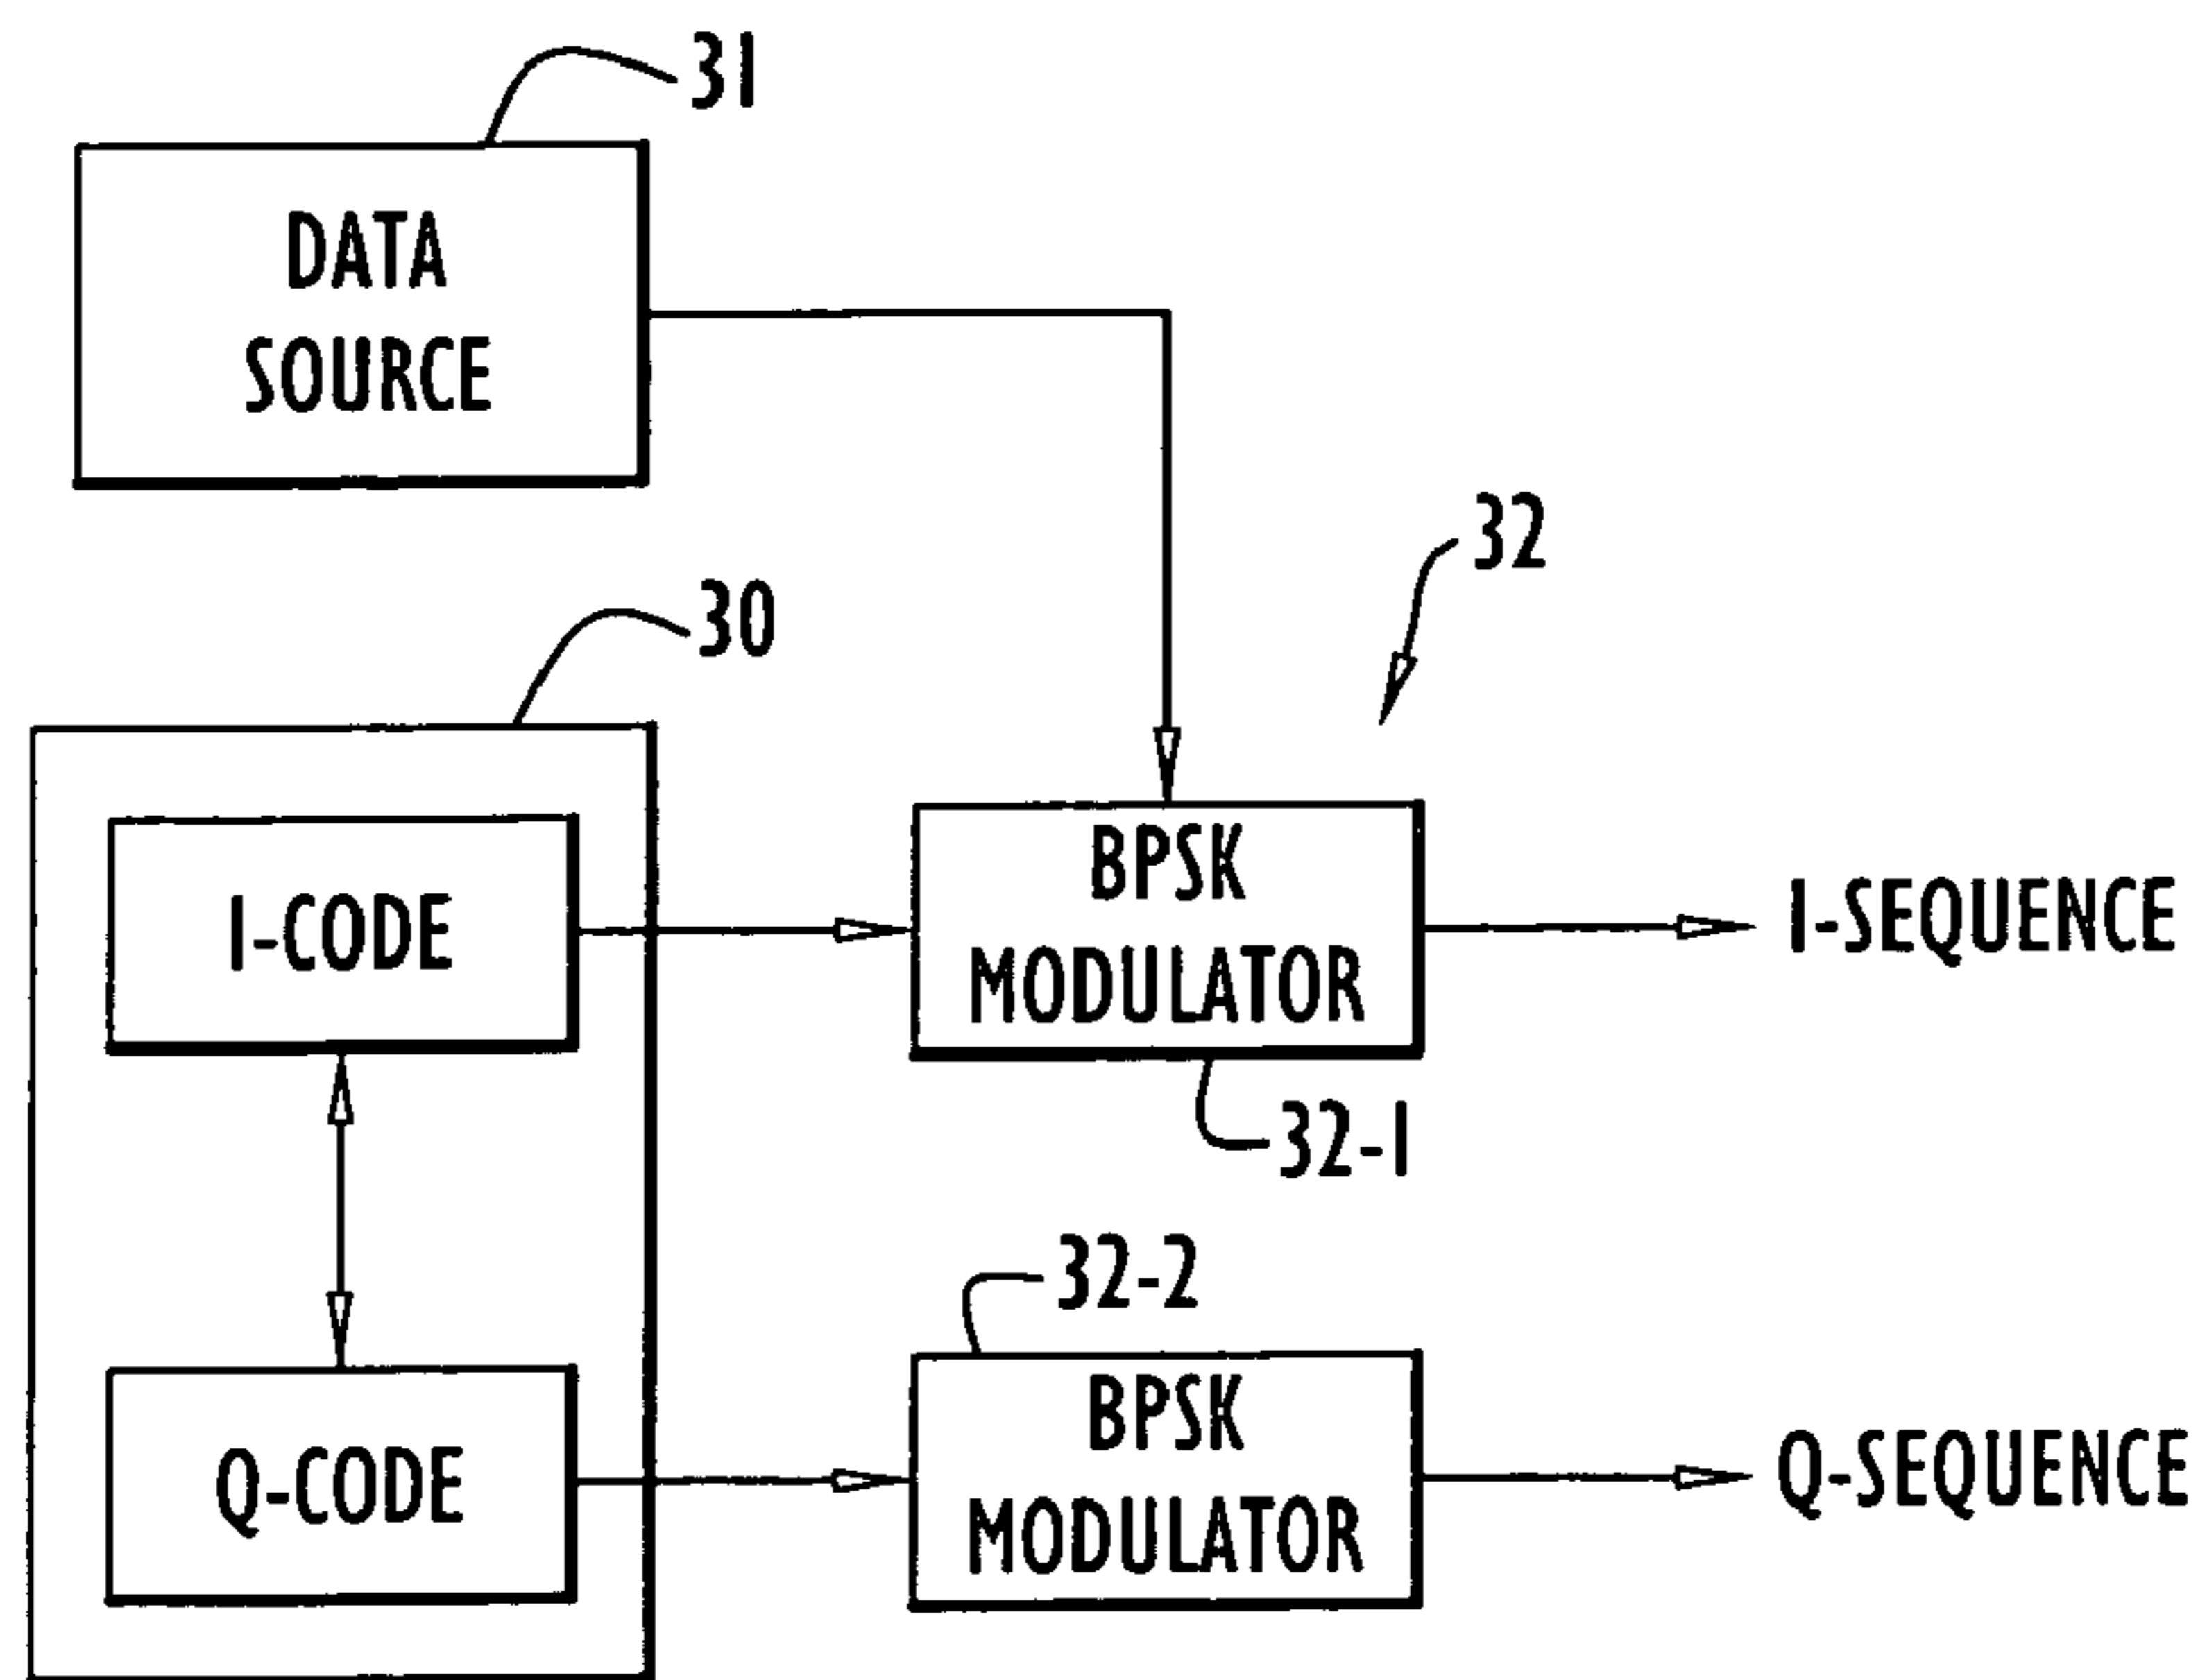 31
DATA
SOURCE
32
30
I-CODE
BPSK
MODULATOR
I-SEQUENCE
32-1
32-2
Q-CODE
BPSK
MODULATOR
Q-SEQUENCE